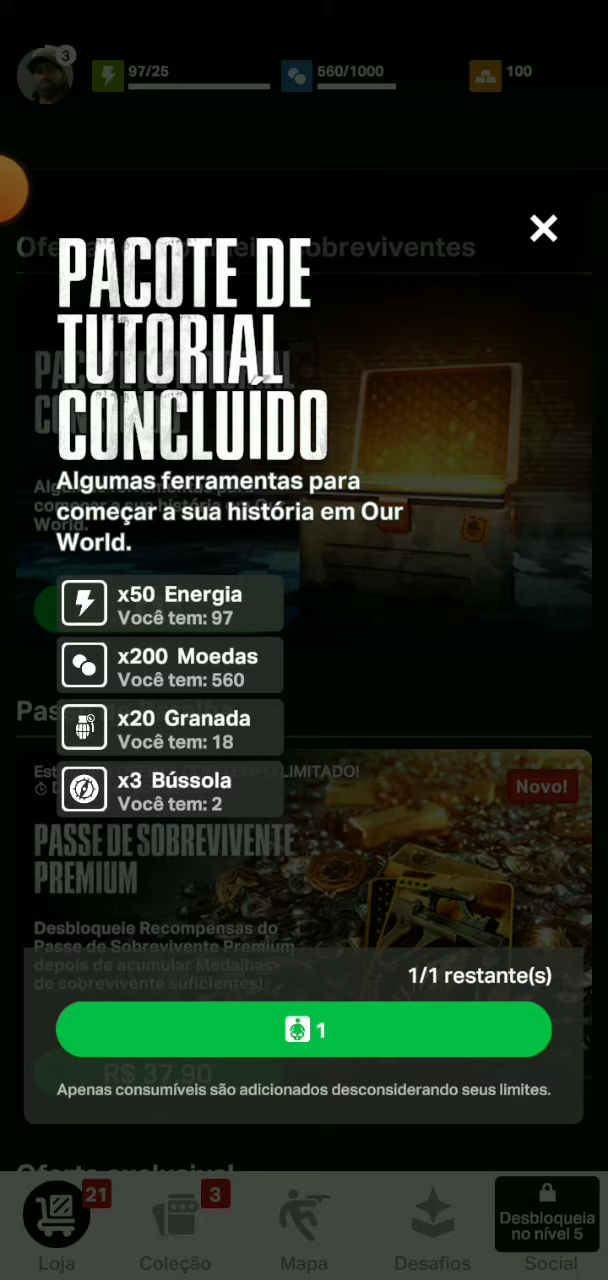 3
97/25
560/1000
100
PACOTE DE
TUTORIAL
CONCLUÍDO
Algumas ferramentas para
começar a sua história em Our
World.
x50 Energia
Você tem: 97
x200 Moedas
Você tem: 560
x20 Granada
Você tem: 18
x3 Bússola
Você tem: 2
LIMITADO!
Novo!
PASSE DE SOBREVIVENTE
PREMIUM
Desbloqueie Recompensas do
Passe de Sobrevivente Premium
depois de acumular Medalhas
de sobrevivente suficientes!
1/1 restante(s)
1
R$ 37,90
Apenas consumíveis são adicionados desconsiderando seus limites.
21
3
Loja
Coleção
Mapa
Desafios
Desbloqueia
no nível 5
Social